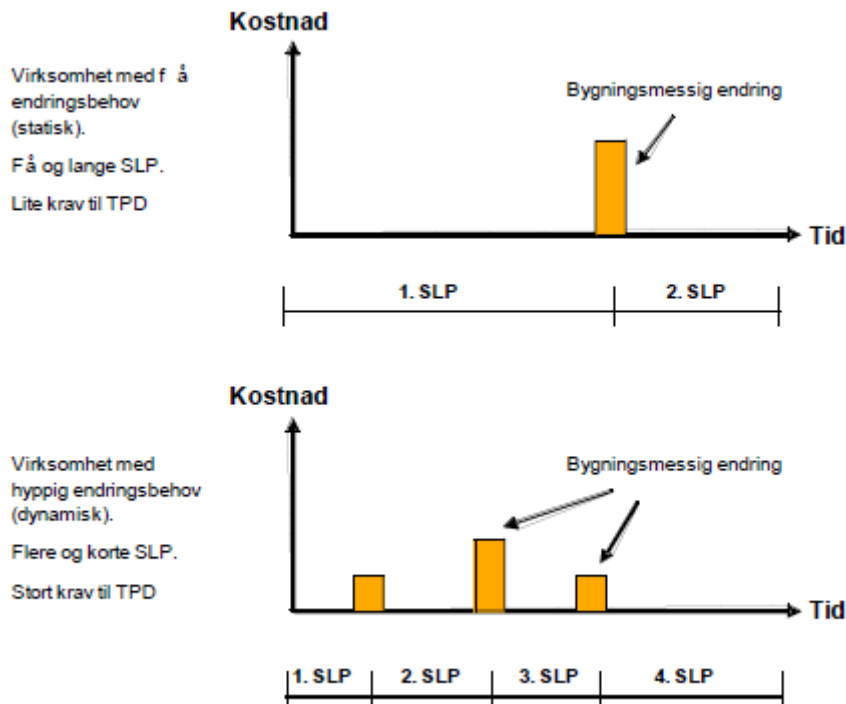 Kostnad
Virksomhet med f å
endringsbehov
(statisk).
Få og lange SLP.
Lite krav til TPD
Bygningsmessig endring
Tid
1. SLP
2. SLP
Kostnad
Virksomhet med
hyppig endringsbehov
(dynamisk).
Flere og korte SLP.
Stort krav til TPD
Bygningsmessig endring
Tid
1. SLP
2. SLP
3. SLP
4. SLP